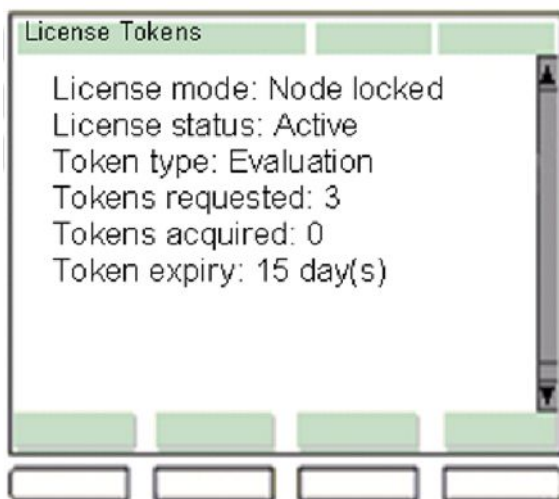 License Tokens
License mode: Node locked
License status: Active
Token type: Evaluation
Tokens requested: 3
Tokens acquired: 0
Token expiry: 15 day(s)